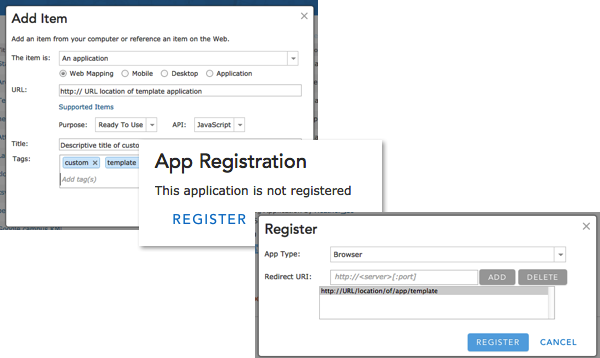 Add Item
Add an item from your computer or reference an item on the Web.
The item is: An application
Web Mapping Mobile Desktop Application
URL: http:// URL location of template application
Supported Items
Purpose: Ready To Use API: JavaScript
Title: Descriptive title of custo
Tags: custom × template
Add tag(s)
App Registration
This application is not registered
REGISTER
Register
App Type: Browser
Redirect URI: http://<server>[:port] ADD DELETE
http://URL/location/of/app/template
REGISTER CANCEL